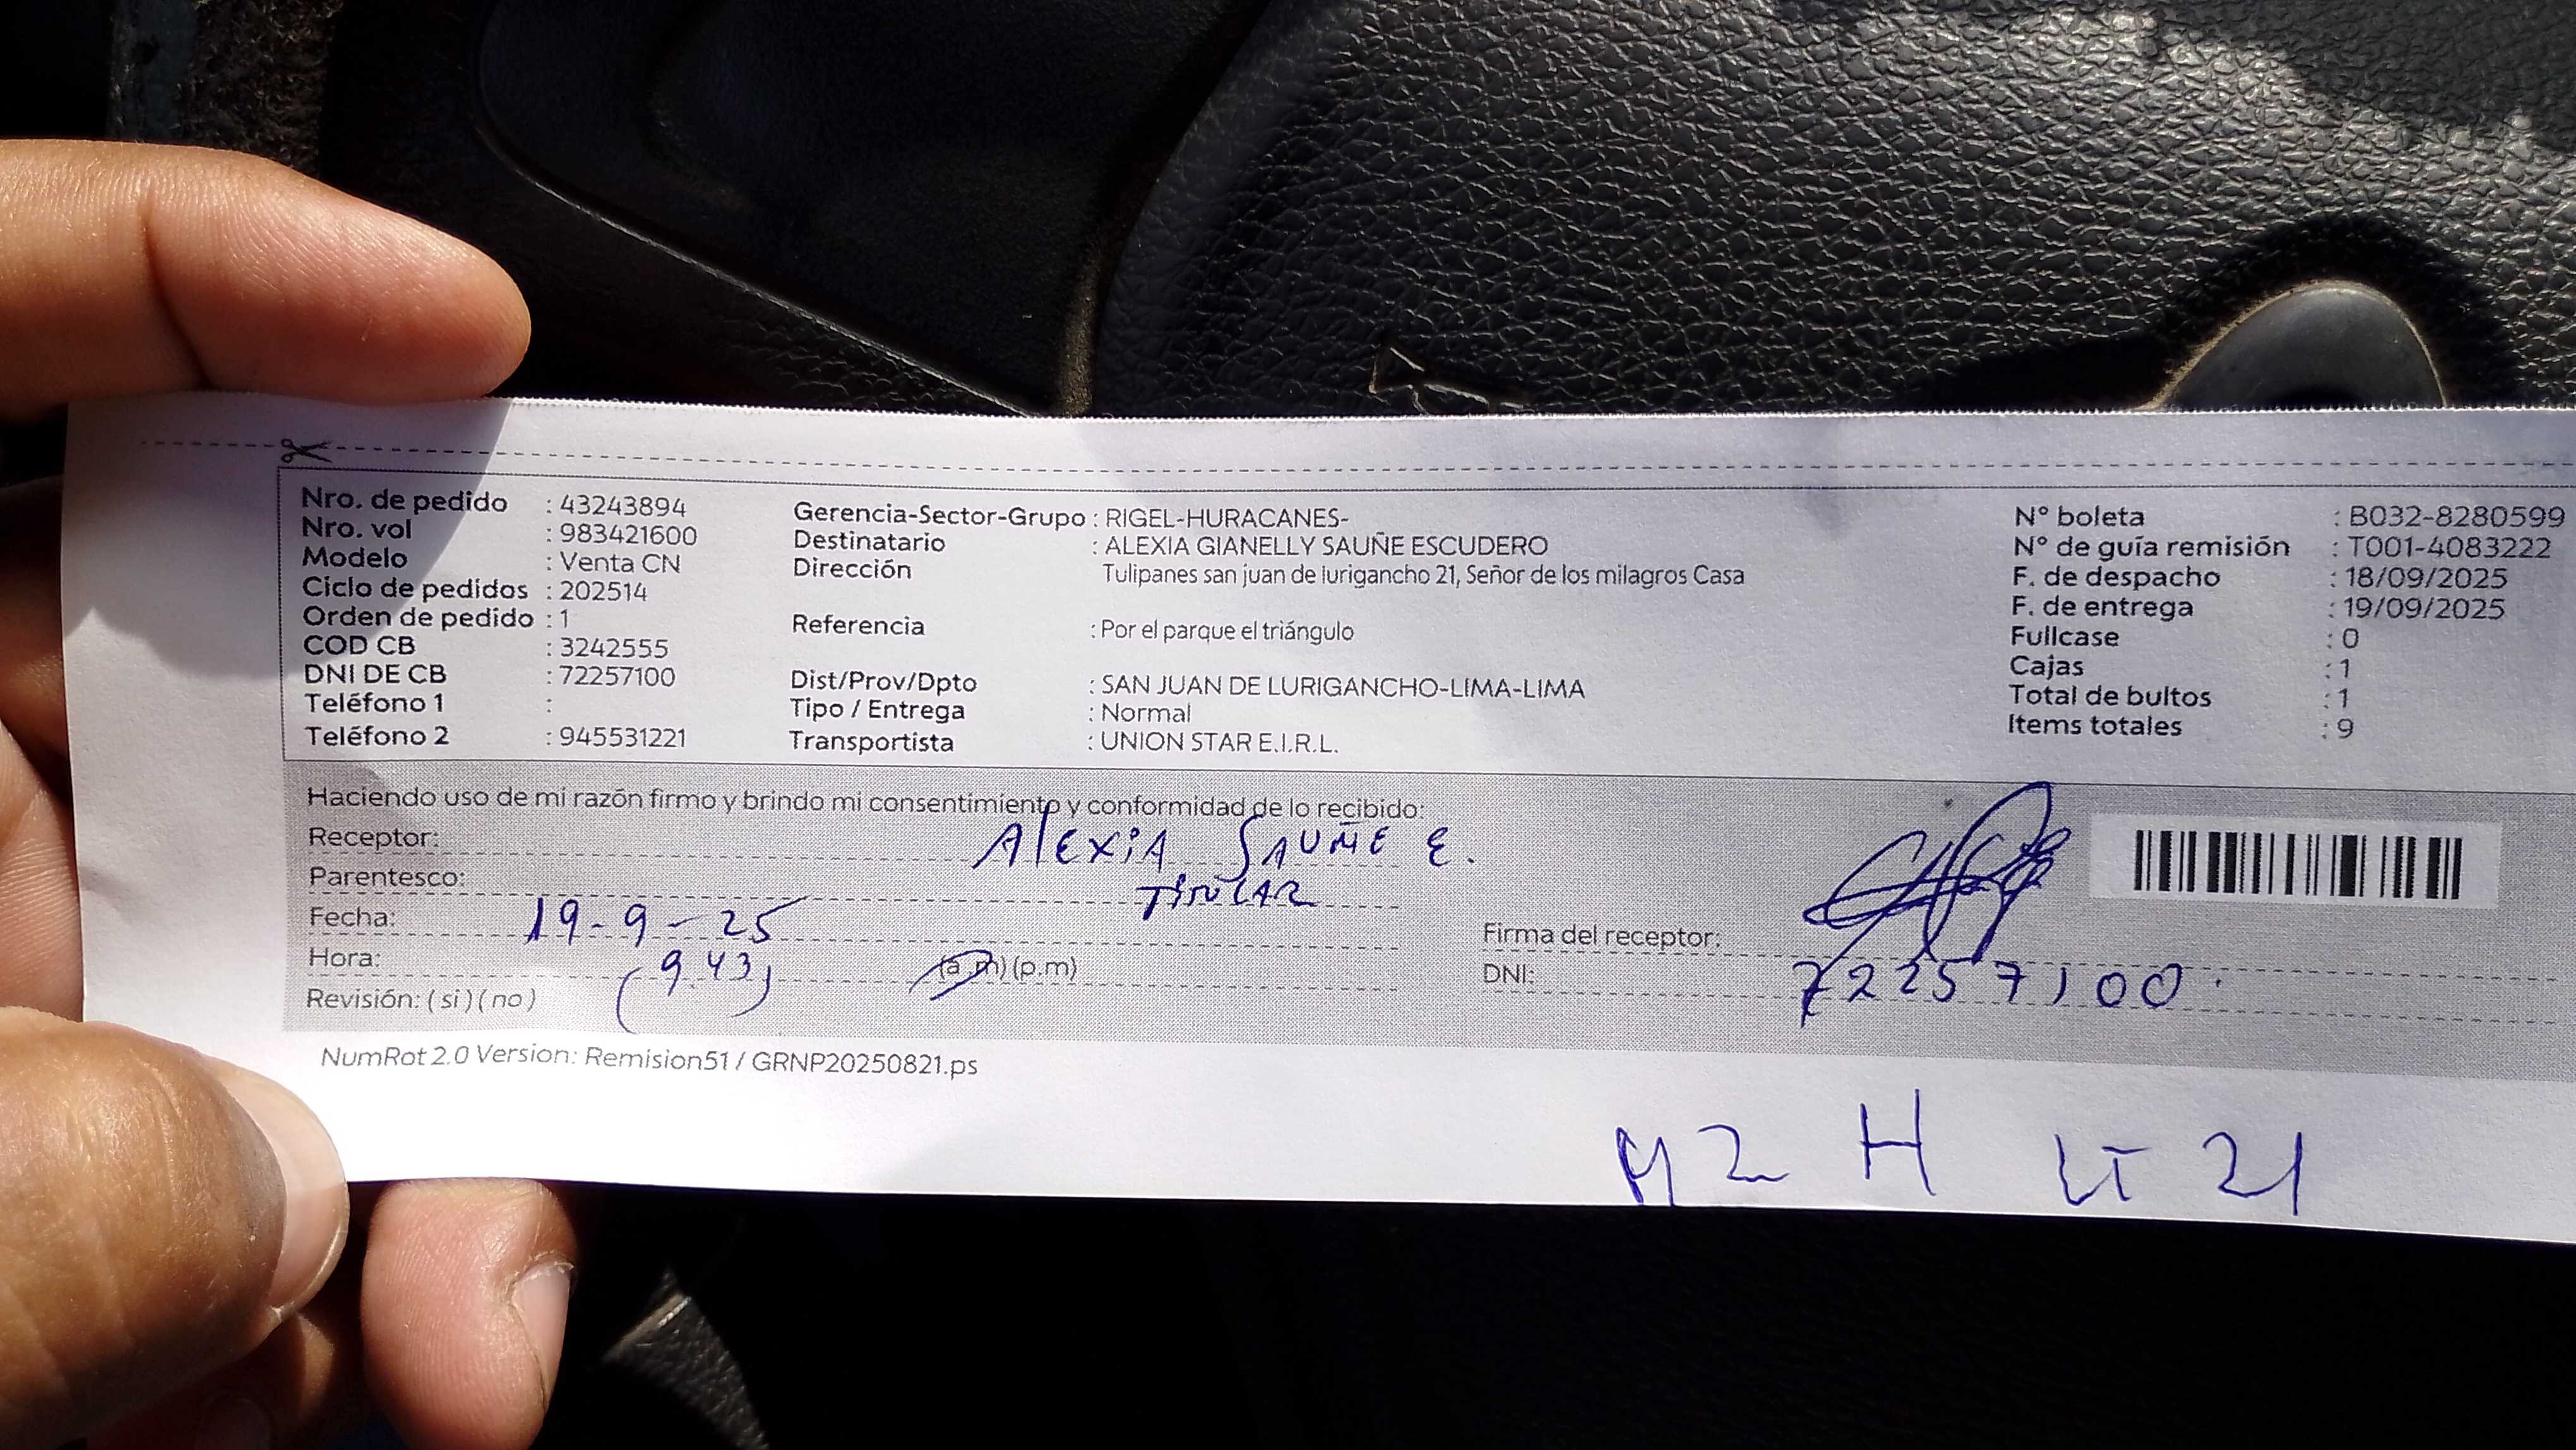 Nro. de pedido : 43243894
Nro. vol : 983421600
Modelo : Venta CN
Ciclo de pedidos : 202514
Orden de pedido : 1
COD CB : 3242555
DNI DE CB : 72257100
Teléfono 1 :
Teléfono 2 : 945531221
Gerencia-Sector-Grupo : RIGEL-HURACANES-
Destinatario : ALEXIA GIANELLY SAUÑE ESCUDERO
Dirección Tulipanes san juan de lurigancho 21, Señor de los milagros Casa
Referencia : Por el parque el triángulo
Dist/Prov/Dpto : SAN JUAN DE LURIGANCHO-LIMA-LIMA
Tipo / Entrega : Normal
Transportista : UNION STAR E.I.R.L.
N° boleta : B032-8280599
N° de guía remisión : T001-4083222
F. de despacho : 18/09/2025
F. de entrega : 19/09/2025
Fullcase : 0
Cajas : 1
Total de bultos : 1
Items totales : 9
Haciendo uso de mi razón firmo y brindo mi consentimiento y conformidad de lo recibido:
Receptor: AlEXiA SAUÑE E.
Parentesco: TiTULAR
Fecha: 19-9-25
Hora: (9 43) (a.m) (p.m)
Revisión: ( si ) ( no )
Firma del receptor:
DNI: 72257100.
NumRot 2.0 Version: Remision51 / GRNP20250821.ps
MZ H LT 21